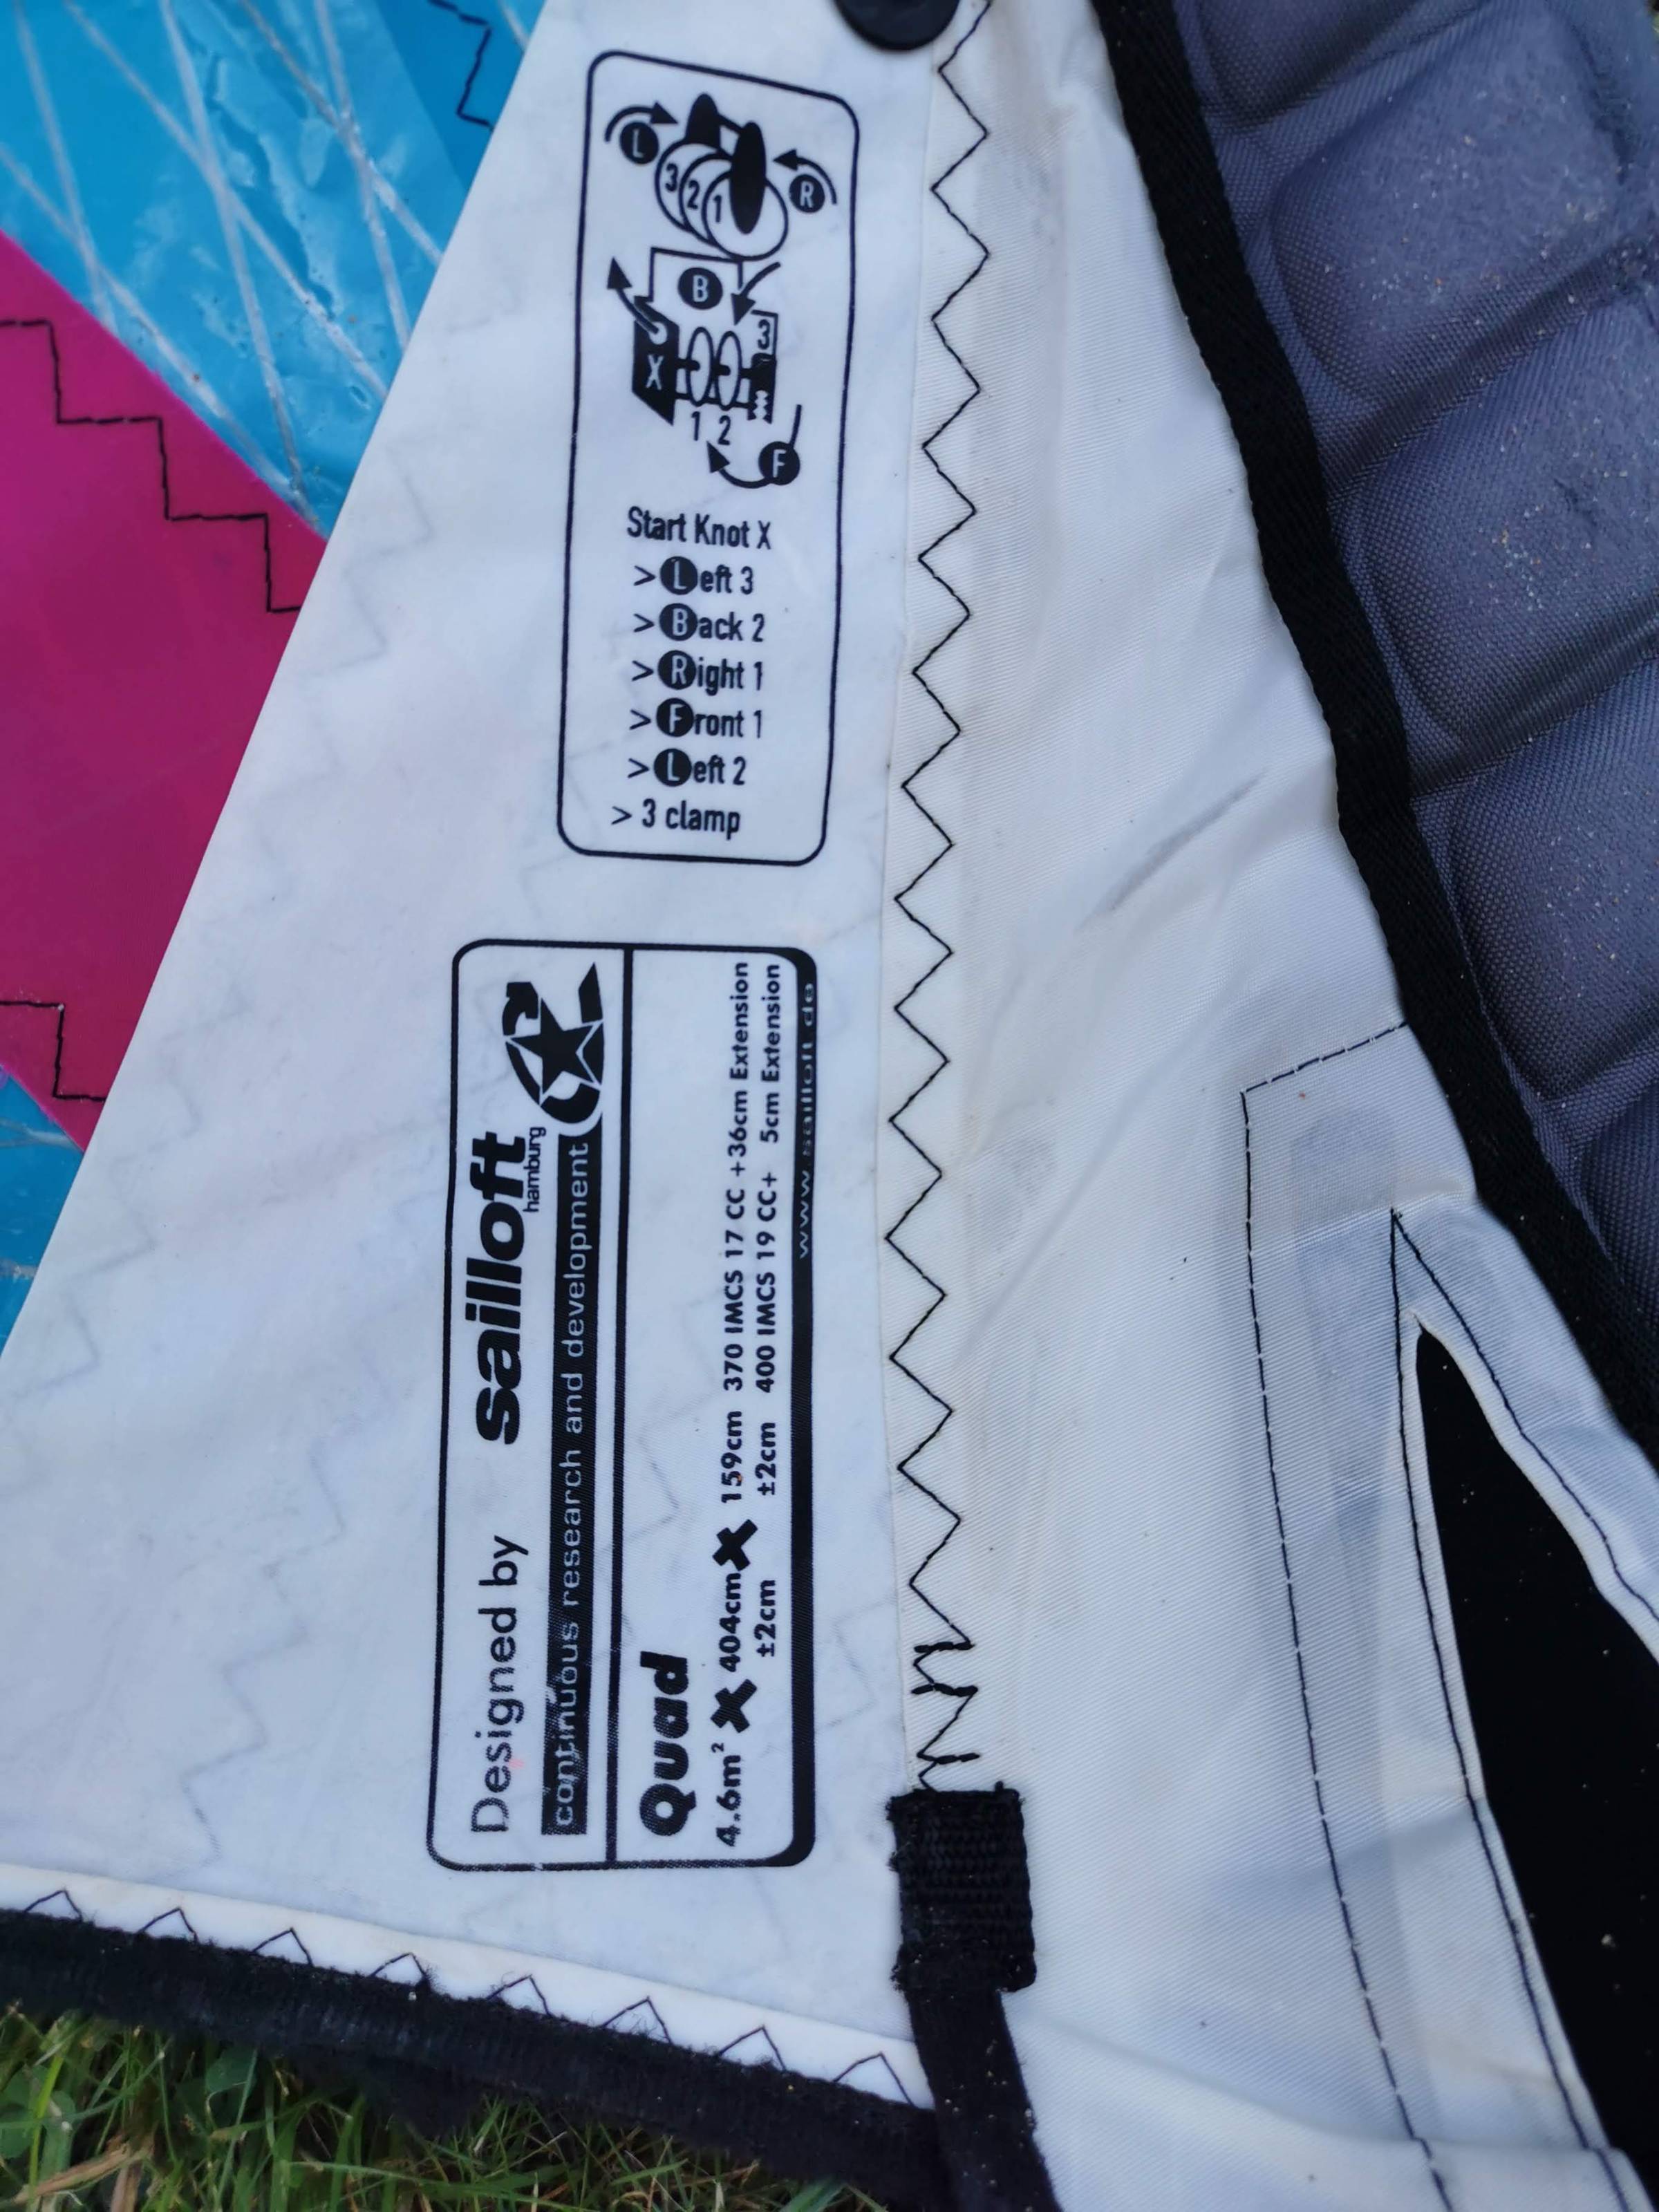 L
3
2
1
R
B
X
3
1 2
F
Start Knot X
> Left 3
> Back 2
> Right 1
> Front 1
> Left 2
> 3 clamp
Designed by sailloft
hamburg
continuous research and development
Quad
4.6m² X 404cm X 159cm 370 IMCS 17 CC +36cm Extension
±2cm ±2cm 400 IMCS 19 CC+ 5cm Extension
www.sailloft.de